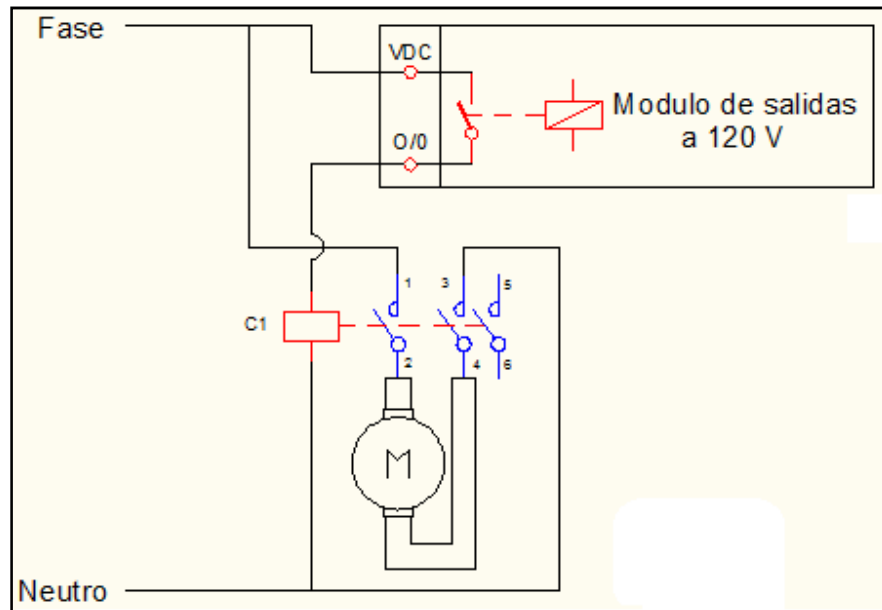 Fase
VDC
Modulo de salidas
a 120 V
O/0
1
3
5
C1
2
4
6
M
Neutro